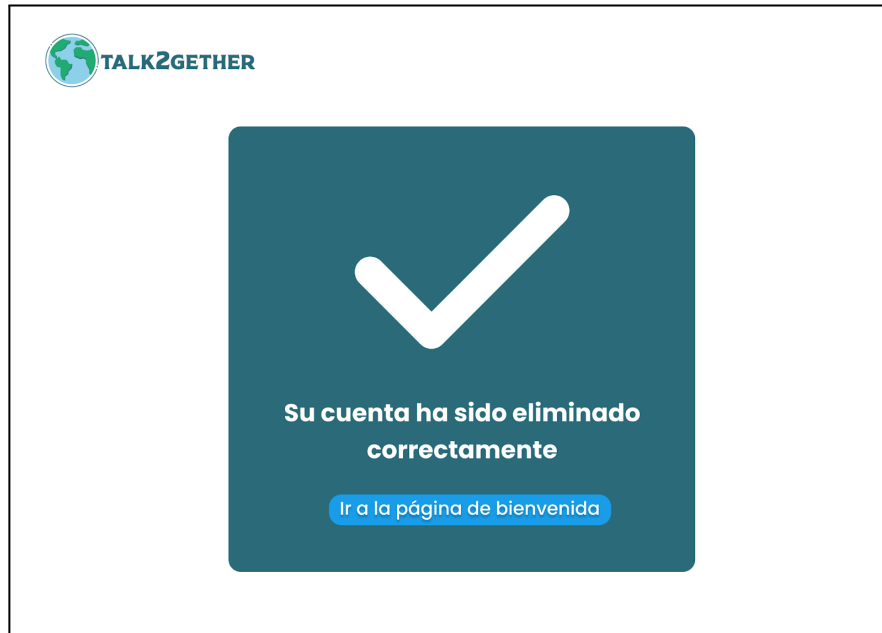 TALK2GETHER
Su cuenta ha sido eliminado
correctamente
Ir a la página de bienvenida